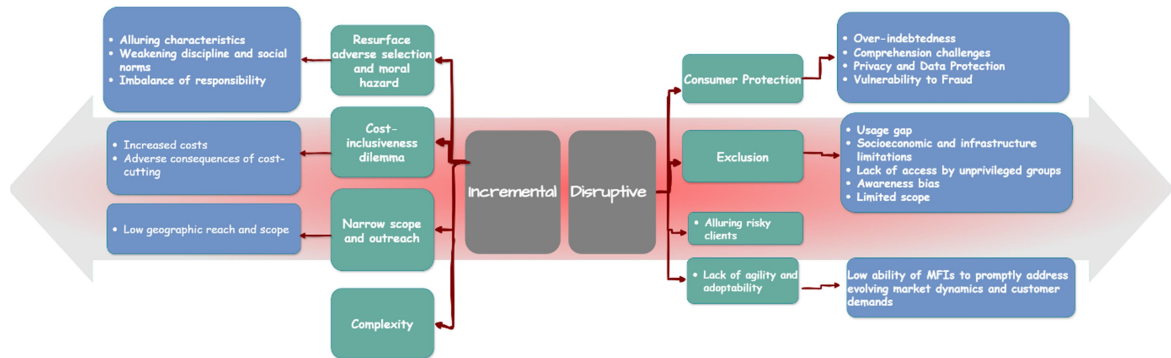 • Alluring characteristics
• Weakening discipline and social
norms
• Imbalance of responsibility
Resurface
adverse selection
and moral
hazard
• Increased costs
• Adverse consequences of cost-
cutting
Cost-
inclusiveness
dilemma
• Low geographic reach and scope
Narrow scope
and outreach
Complexity
Incremental
Disruptive
Consumer Protection
• Over-indebtedness
• Comprehension challenges
• Privacy and Data Protection
• Vulnerability to Fraud
Exclusion
• Usage gap
• Socioeconomic and infrastructure
limitations
• Lack of access by unprivileged groups
• Awareness bias
• Limited scope
• Alluring risky
clients
• Lack of agility and
adoptability
Low ability of MFIs to promptly address
evolving market dynamics and customer
demands